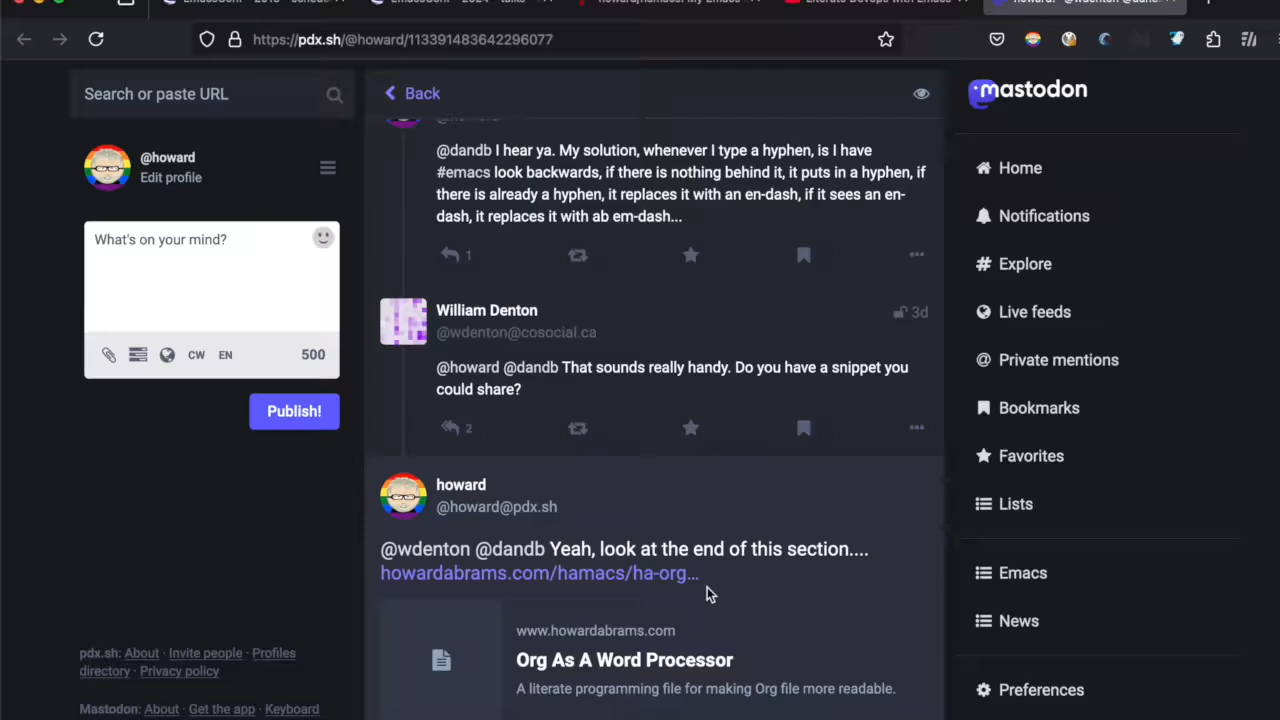 https://pdx.sh/@howard/113391483642296077
Search or paste URL
@howard
Edit profile
What's on your mind?
CW EN 500
Publish!
pdx.sh: About · Invite people · Profiles
directory · Privacy policy
Mastodon: About · Get the app · Keyboard
Back
@dandb I hear ya. My solution, whenever I type a hyphen, is I have
#emacs look backwards, if there is nothing behind it, it puts in a hyphen, if
there is already a hyphen, it replaces it with an en-dash, if it sees an en-
dash, it replaces it with ab em-dash...
1
William Denton
3d
@wdenton@cosocial.ca
@howard @dandb That sounds really handy. Do you have a snippet you
could share?
2
howard
@howard@pdx.sh
@wdenton @dandb Yeah, look at the end of this section....
howardabrams.com/hamacs/ha-org…
www.howardabrams.com
Org As A Word Processor
A literate programming file for making Org file more readable.
mastodon
Home
Notifications
Explore
Live feeds
Private mentions
Bookmarks
Favorites
Lists
Emacs
News
Preferences